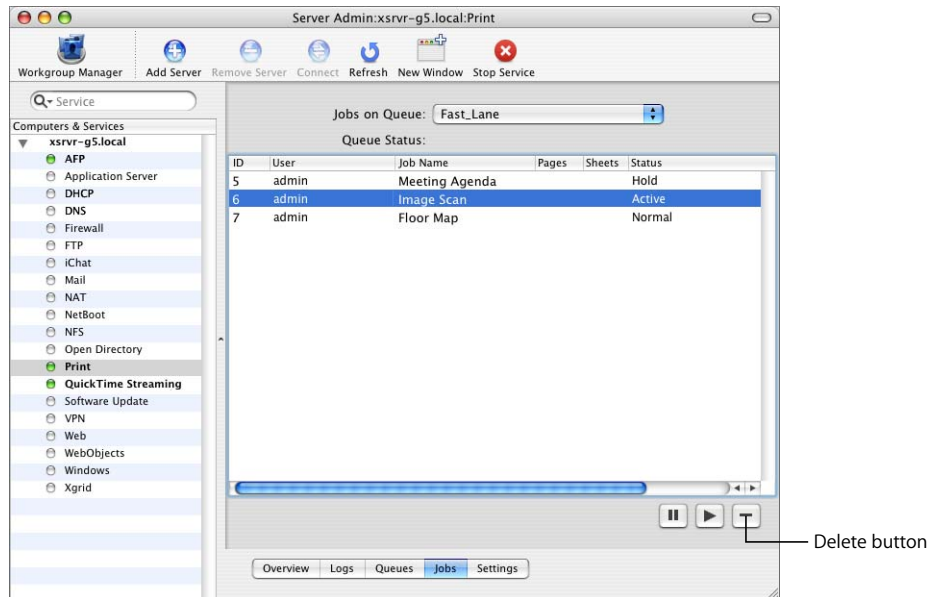 Server Admin:xsrvr-g5.local:Print
Workgroup Manager Add Server Remove Server Connect Refresh New Window Stop Service
Service
Computers & Services
xsrvr-g5.local
AFP
Application Server
DHCP
DNS
Firewall
FTP
iChat
Mail
NAT
NetBoot
NFS
Open Directory
Print
QuickTime Streaming
Software Update
VPN
Web
WebObjects
Windows
Xgrid
Jobs on Queue: Fast_Lane
Queue Status:
ID User Job Name Pages Sheets Status
5 admin Meeting Agenda Hold
6 admin Image Scan Active
7 admin Floor Map Normal
Delete button
Overview Logs Queues Jobs Settings